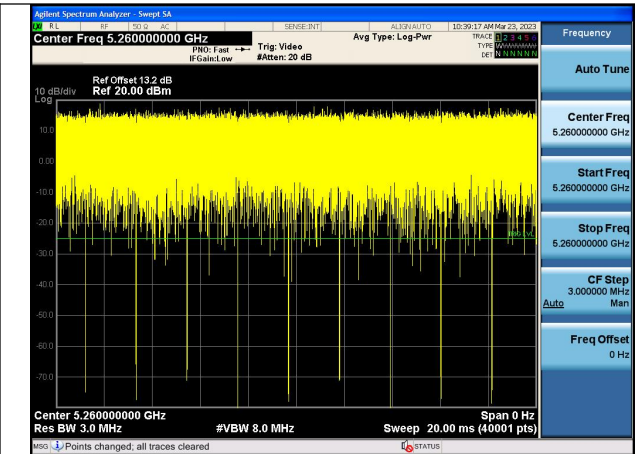 Agilent Spectrum Analyzer - Swept SA
RL RF 50 Ω AC SENSE:INT ALIGNAUTO 10:39:17 AM Mar 23, 2023
Center Freq 5.260000000 GHz
PNO: Fast
IFGain:Low
Trig: Video
#Atten: 20 dB
Avg Type: Log-Pwr
TRACE 1 2 3 4 5 6
TYPE
DET N N N N N N
Frequency
Auto Tune
Center Freq
5.260000000 GHz
Start Freq
5.260000000 GHz
Stop Freq
5.260000000 GHz
CF Step
3.000000 MHz
Auto Man
Freq Offset
0 Hz
Ref Offset 13.2 dB
10 dB/div Ref 20.00 dBm
Log
10.0
0.00
-10.0
-20.0
-30.0
-40.0
-50.0
-60.0
-70.0
Center 5.260000000 GHz Span 0 Hz
Res BW 3.0 MHz #VBW 8.0 MHz Sweep 20.00 ms (40001 pts)
MSG Points changed; all traces cleared STATUS